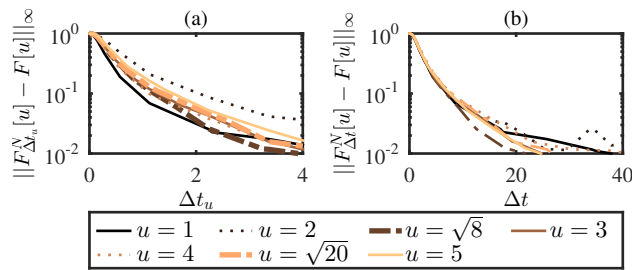 (a)
||F^N_{Δt_u}[u] − F[u]||_∞
10^0
10^{-1}
10^{-2}
0 2 4
Δt_u
(b)
||F^N_{Δt}[u] − F[u]||_∞
10^0
10^{-1}
10^{-2}
0 20 40
Δt
u = 1 u = 2 u = √8 u = 3
u = 4 u = √20 u = 5